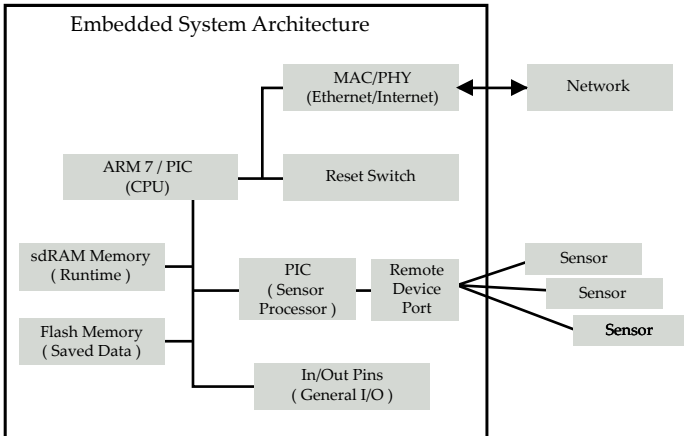 Embedded System Architecture
MAC/PHY
(Ethernet/Internet)
Network
ARM 7 / PIC
(CPU)
Reset Switch
sdRAM Memory
( Runtime )
PIC
( Sensor
Processor )
Remote
Device
Port
Sensor
Sensor
Sensor
Flash Memory
( Saved Data )
In/Out Pins
( General I/O )